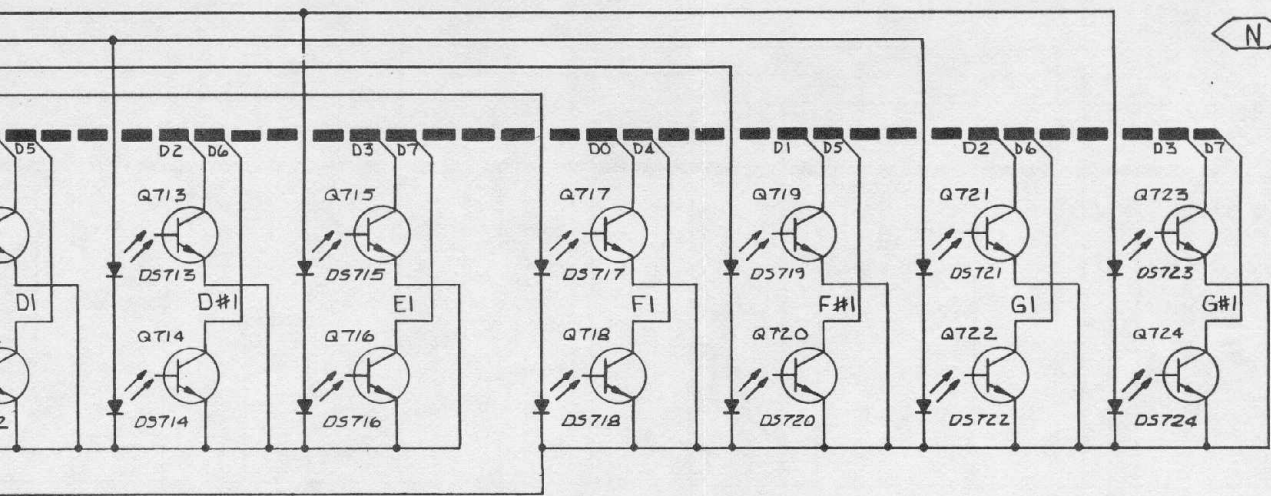 N
D5 D2 D6 D3 D7 D0 D4 D1 D5 D2 D6 D3 D7
Q713 Q715 Q717 Q719 Q721 Q723
DS713 DS715 DS717 DS719 DS721 DS723
D1 D#1 E1 F1 F#1 G1 G#1
Q714 Q716 Q718 Q720 Q722 Q724
DS714 DS716 DS718 DS720 DS722 DS724